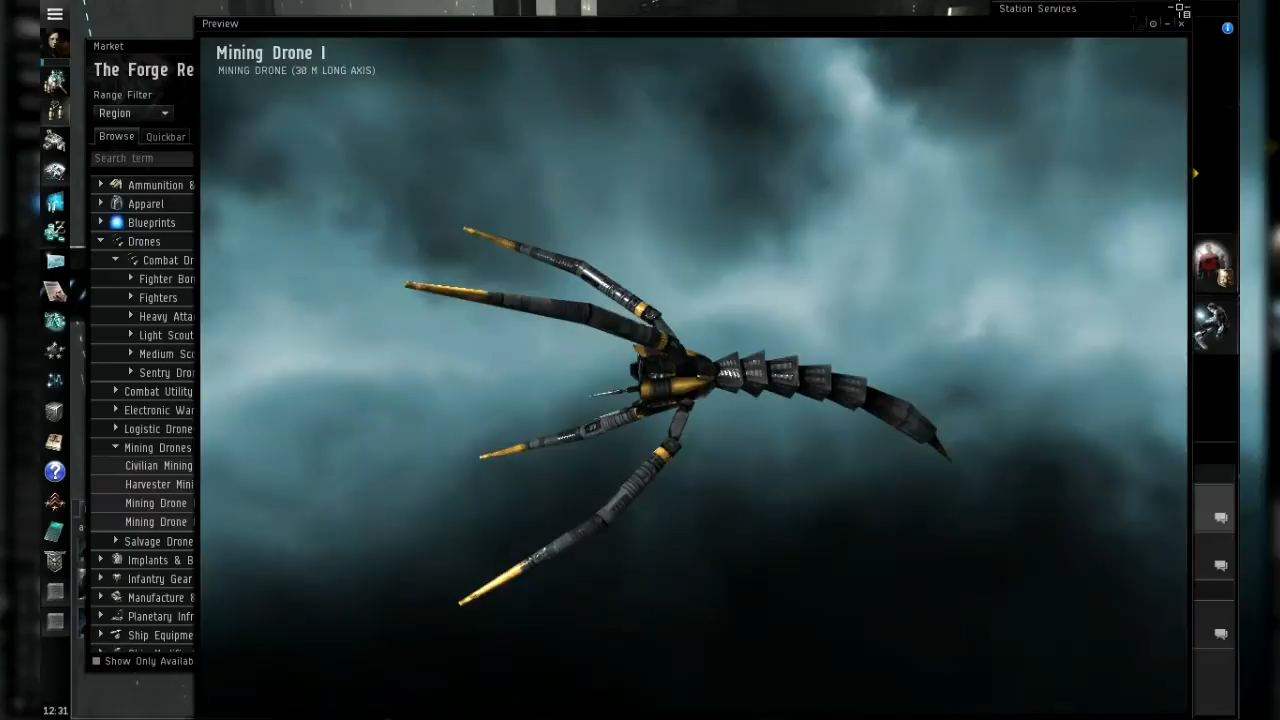 Station Services
Preview
Mining Drone I
MINING DRONE (30 M LONG AXIS)
Market
The Forge Re
Range Filter
Region
Browse
Quickbar
Search term
Ammunition &
Apparel
Blueprints
Drones
Combat Dr
Fighter Bon
Fighters
Heavy Atta
Light Scout
Medium Sco
Sentry Dro
Combat Utility
Electronic War
Logistic Drone
Mining Drones
Civilian Mining
Harvester Mini
Mining Drone
Mining Drone
Salvage Drone
Implants & B
Infantry Gear
Manufacture &
Planetary Infr
Ship Equipme
Show Only Availab
12:31